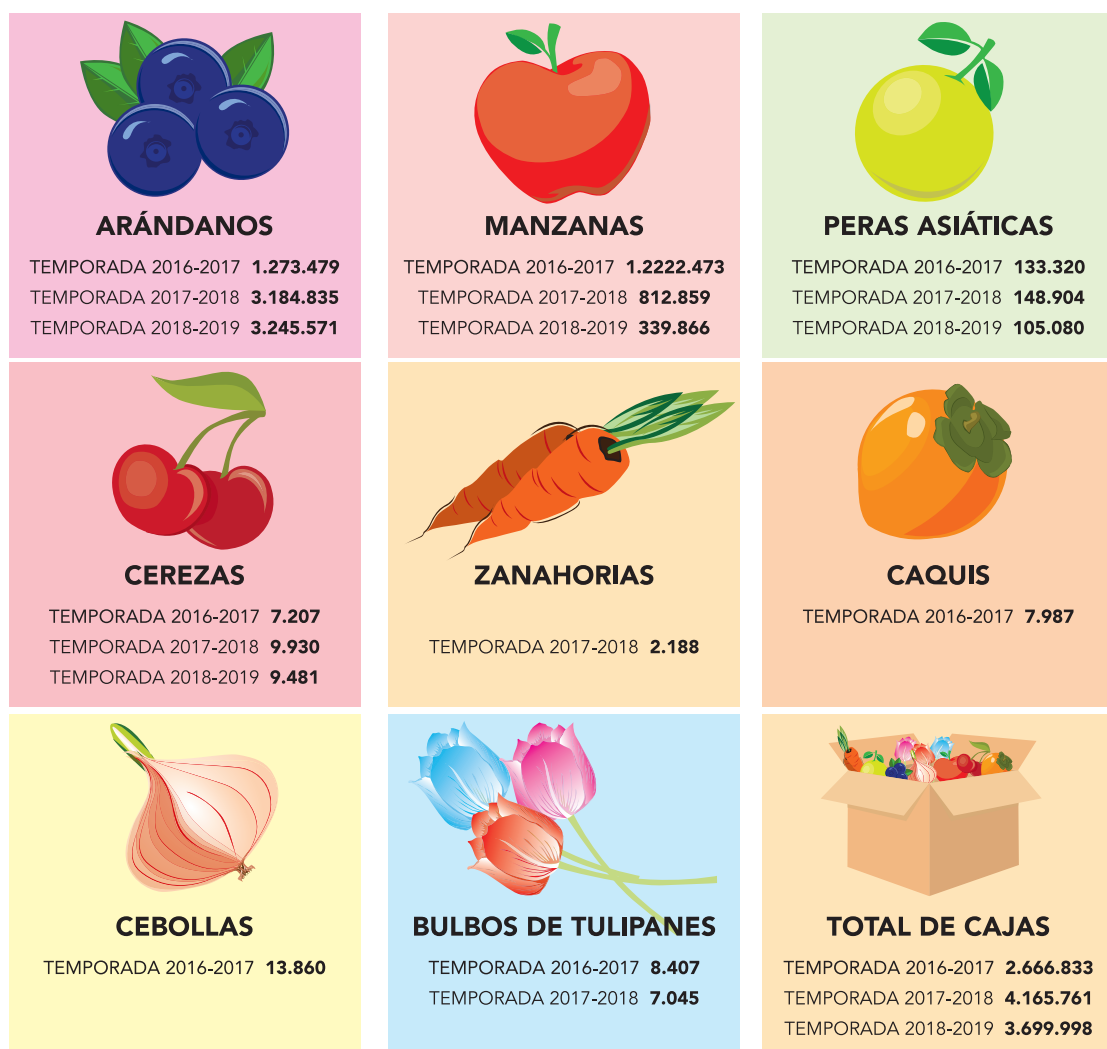 ARÁNDANOS
TEMPORADA 2016-2017 1.273.479
TEMPORADA 2017-2018 3.184.835
TEMPORADA 2018-2019 3.245.571
MANZANAS
TEMPORADA 2016-2017 1.2222.473
TEMPORADA 2017-2018 812.859
TEMPORADA 2018-2019 339.866
PERAS ASIÁTICAS
TEMPORADA 2016-2017 133.320
TEMPORADA 2017-2018 148.904
TEMPORADA 2018-2019 105.080
CEREZAS
TEMPORADA 2016-2017 7.207
TEMPORADA 2017-2018 9.930
TEMPORADA 2018-2019 9.481
ZANAHORIAS
TEMPORADA 2017-2018 2.188
CAQUIS
TEMPORADA 2016-2017 7.987
CEBOLLAS
TEMPORADA 2016-2017 13.860
BULBOS DE TULIPANES
TEMPORADA 2016-2017 8.407
TEMPORADA 2017-2018 7.045
TOTAL DE CAJAS
TEMPORADA 2016-2017 2.666.833
TEMPORADA 2017-2018 4.165.761
TEMPORADA 2018-2019 3.699.998